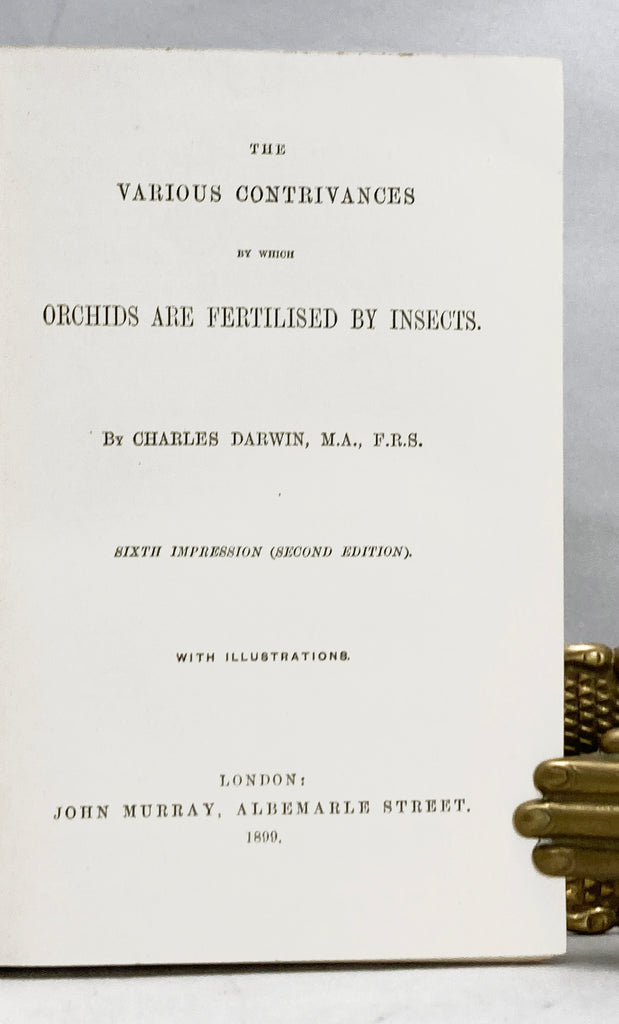 THE
VARIOUS CONTRIVANCES
BY WHICH
ORCHIDS ARE FERTILISED BY INSECTS.
By CHARLES DARWIN, M.A., F.R.S.
SIXTH IMPRESSION (SECOND EDITION).
WITH ILLUSTRATIONS.
LONDON:
JOHN MURRAY, ALBEMARLE STREET.
1899.